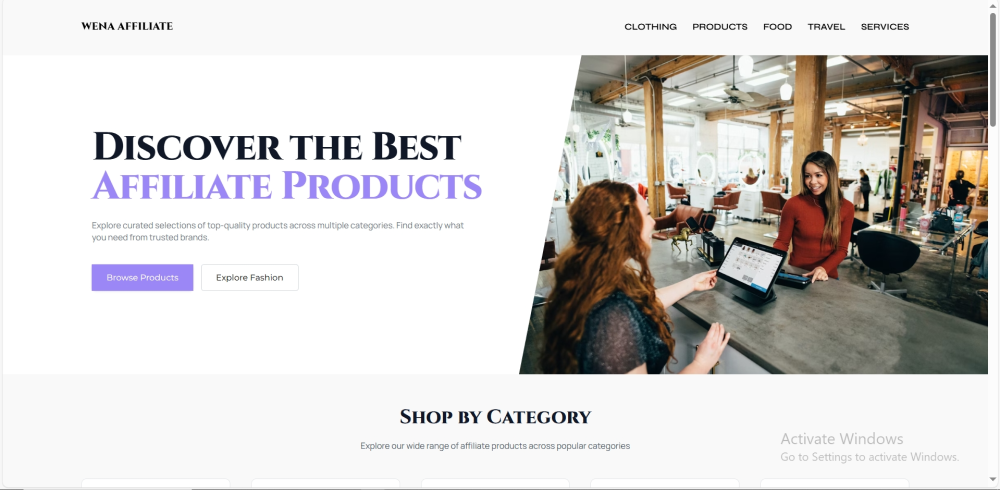 WENA AFFILIATE
CLOTHING PRODUCTS FOOD TRAVEL SERVICES
Discover the Best
Affiliate Products
Explore curated selections of top-quality products across multiple categories. Find exactly what
you need from trusted brands.
Browse Products Explore Fashion
Shop by Category
Explore our wide range of affiliate products across popular categories
Activate Windows
Go to Settings to activate Windows.